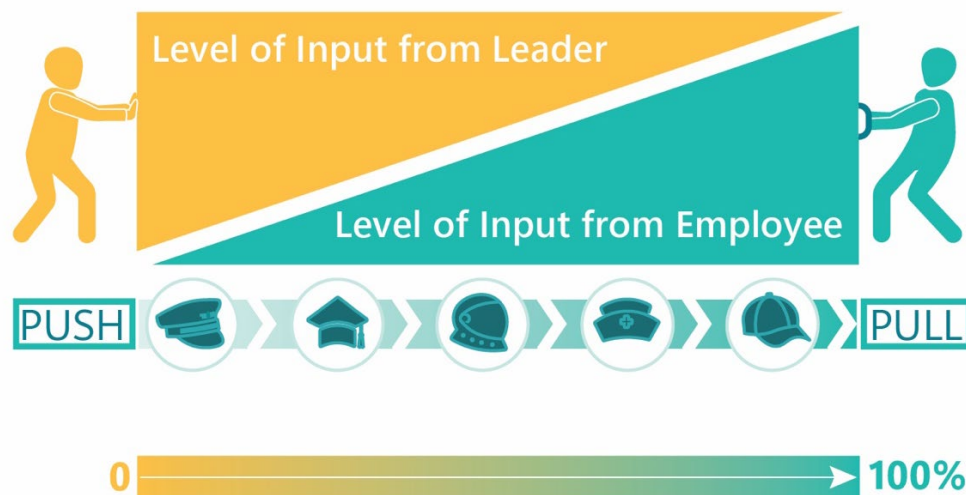 Level of Input from Leader
Level of Input from Employee
PUSH
PULL
0
100%